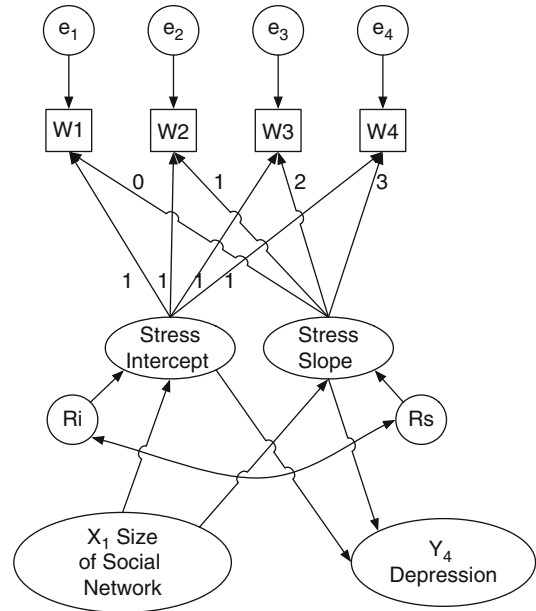 e₁ e₂ e₃ e₄
W1 W2 W3 W4
0 1 2 3
1 1 1 1
Stress
Intercept
Stress
Slope
Ri
Rs
X₁ Size
of Social
Network
Y₄
Depression